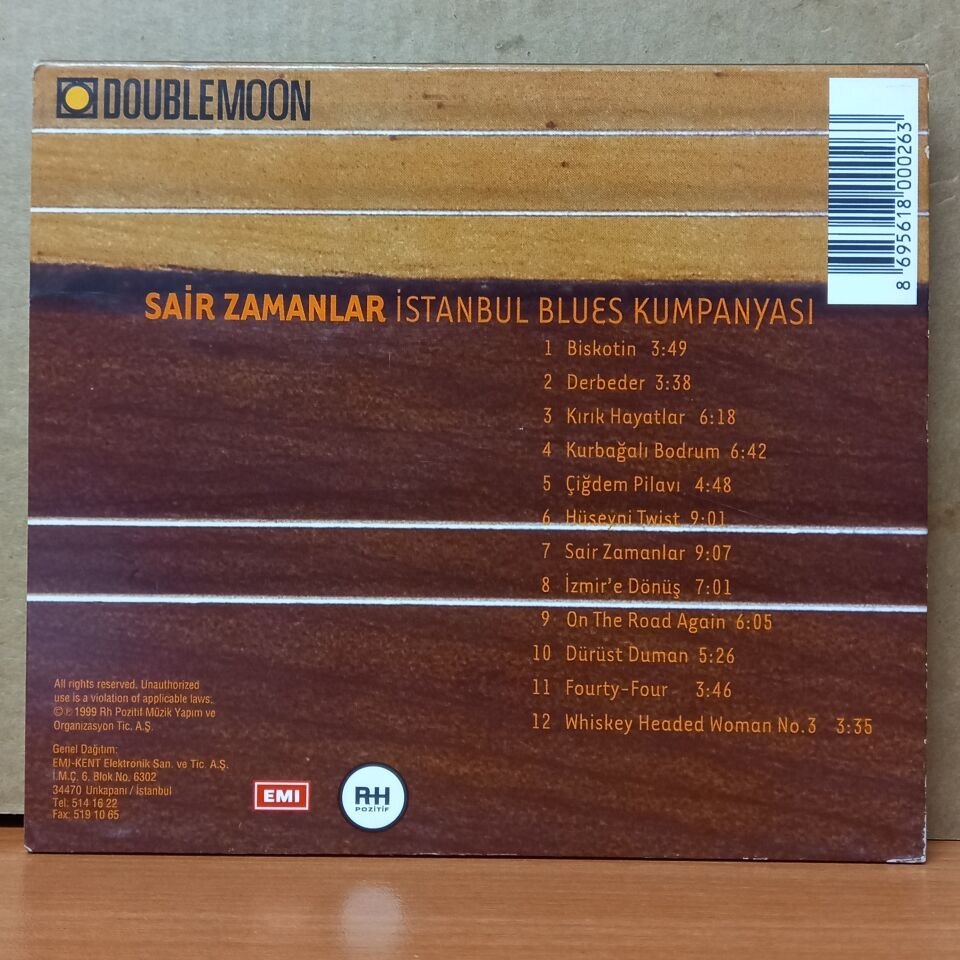 DOUBLEMOON
8 695618 000263
SAİR ZAMANLAR İSTANBUL BLUES KUMPANYASI
1 Biskotin 3:49
2 Derbeder 3:38
3 Kırık Hayatlar 6:18
4 Kurbağalı Bodrum 6:42
5 Çiğdem Pilavı 4:48
6 Hüseyni Twist 9:01
7 Sair Zamanlar 9:07
8 İzmir'e Dönüş 7:01
9 On The Road Again 6:05
10 Dürüst Duman 5:26
11 Fourty-Four 3:46
12 Whiskey Headed Woman No.3 3:35
All rights reserved. Unauthorized
use is a violation of applicable laws.
© ℗ 1999 Rh Pozitif Müzik Yapım ve
Organizasyon Tic. A.Ş.
Genel Dağıtım:
EMI-KENT Elektronik San. ve Tic. A.Ş.
İ.M.Ç. 6. Blok No. 6302
34470 Unkapanı / İstanbul
Tel: 514 16 22
Fax: 519 10 65
EMI
RH
POZİTİF